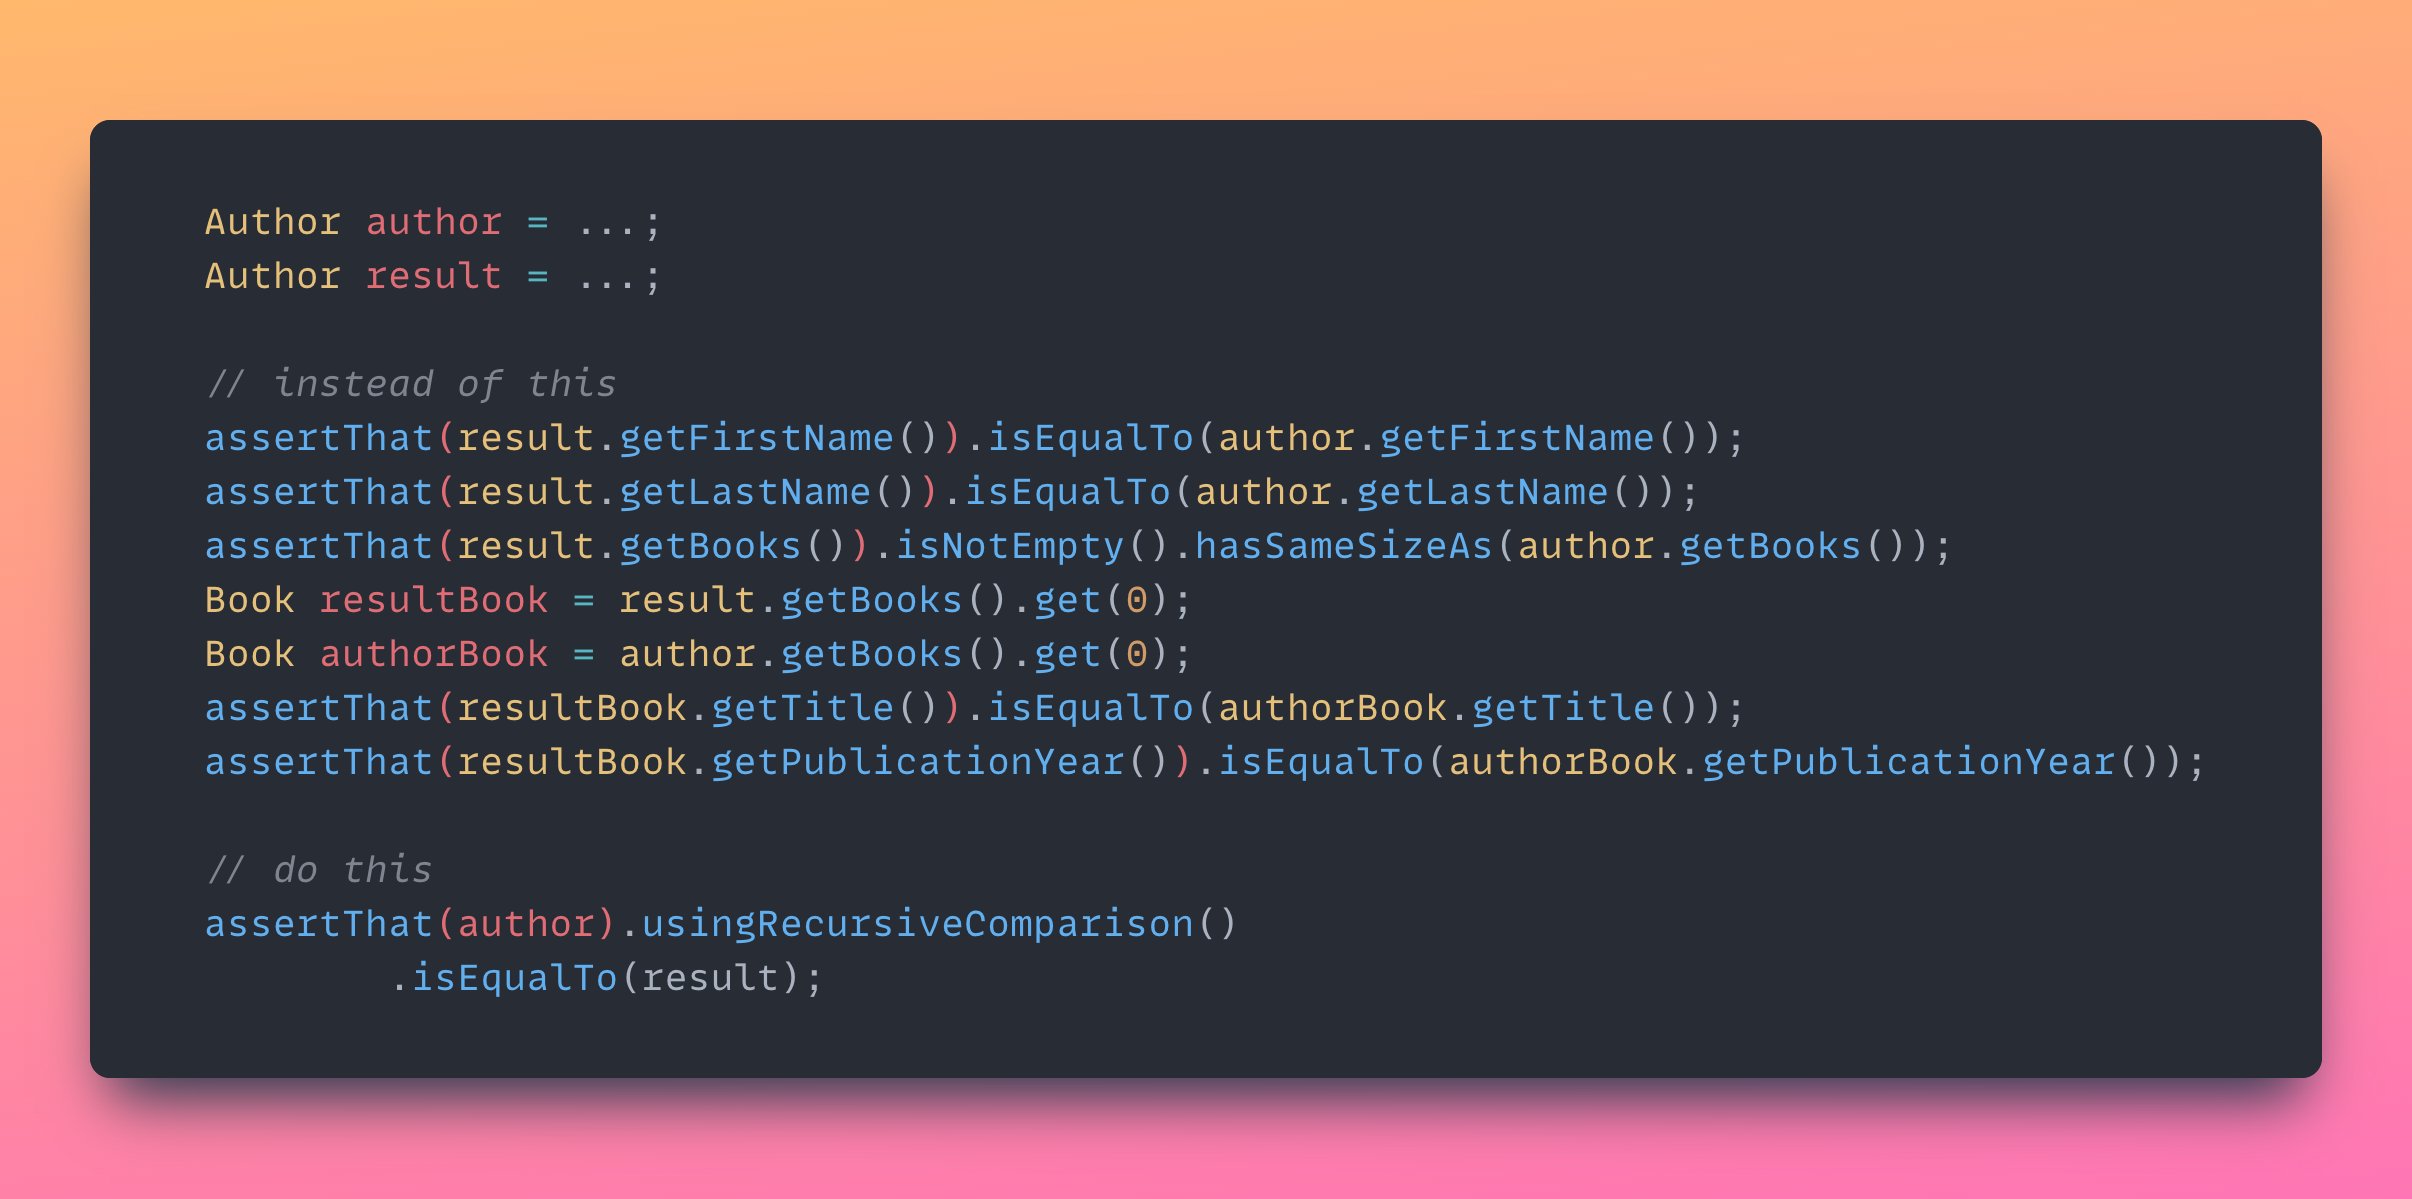 Author author = ...;
Author result = ...;
// instead of this
assertThat(result.getFirstName()).isEqualTo(author.getFirstName());
assertThat(result.getLastName()).isEqualTo(author.getLastName());
assertThat(result.getBooks()).isNotEmpty().hasSameSizeAs(author.getBooks());
Book resultBook = result.getBooks().get(0);
Book authorBook = author.getBooks().get(0);
assertThat(resultBook.getTitle()).isEqualTo(authorBook.getTitle());
assertThat(resultBook.getPublicationYear()).isEqualTo(authorBook.getPublicationYear());
// do this
assertThat(author).usingRecursiveComparison()
        .isEqualTo(result);